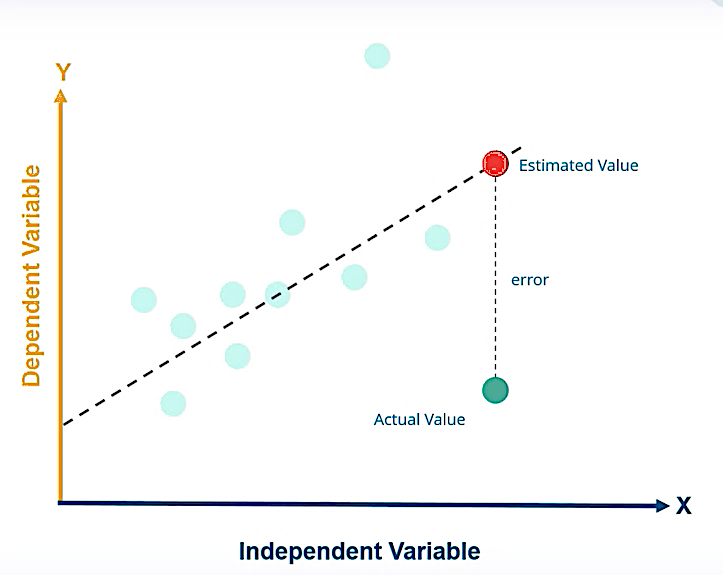 Y
Dependent Variable
Estimated Value
error
Actual Value
X
Independent Variable